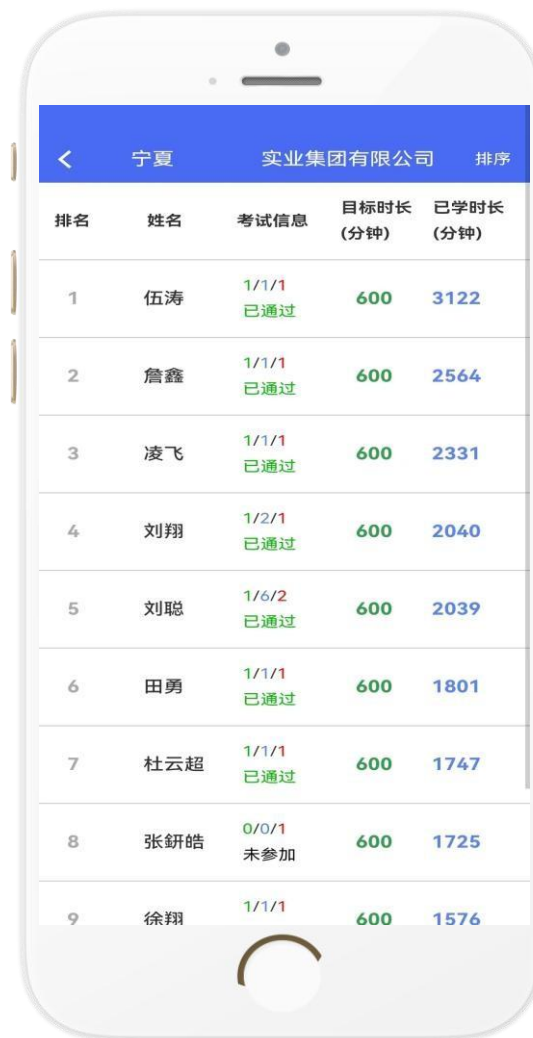 宁夏 实业集团有限公司 排序
排名 姓名 考试信息 目标时长(分钟) 已学时长(分钟)
1 伍涛 1/1/1 已通过 600 3122
2 詹鑫 1/1/1 已通过 600 2564
3 凌飞 1/1/1 已通过 600 2331
4 刘翔 1/2/1 已通过 600 2040
5 刘聪 1/6/2 已通过 600 2039
6 田勇 1/1/1 已通过 600 1801
7 杜云超 1/1/1 已通过 600 1747
8 张釬皓 0/0/1 未参加 600 1725
9 徐翔 1/1/1 600 1576